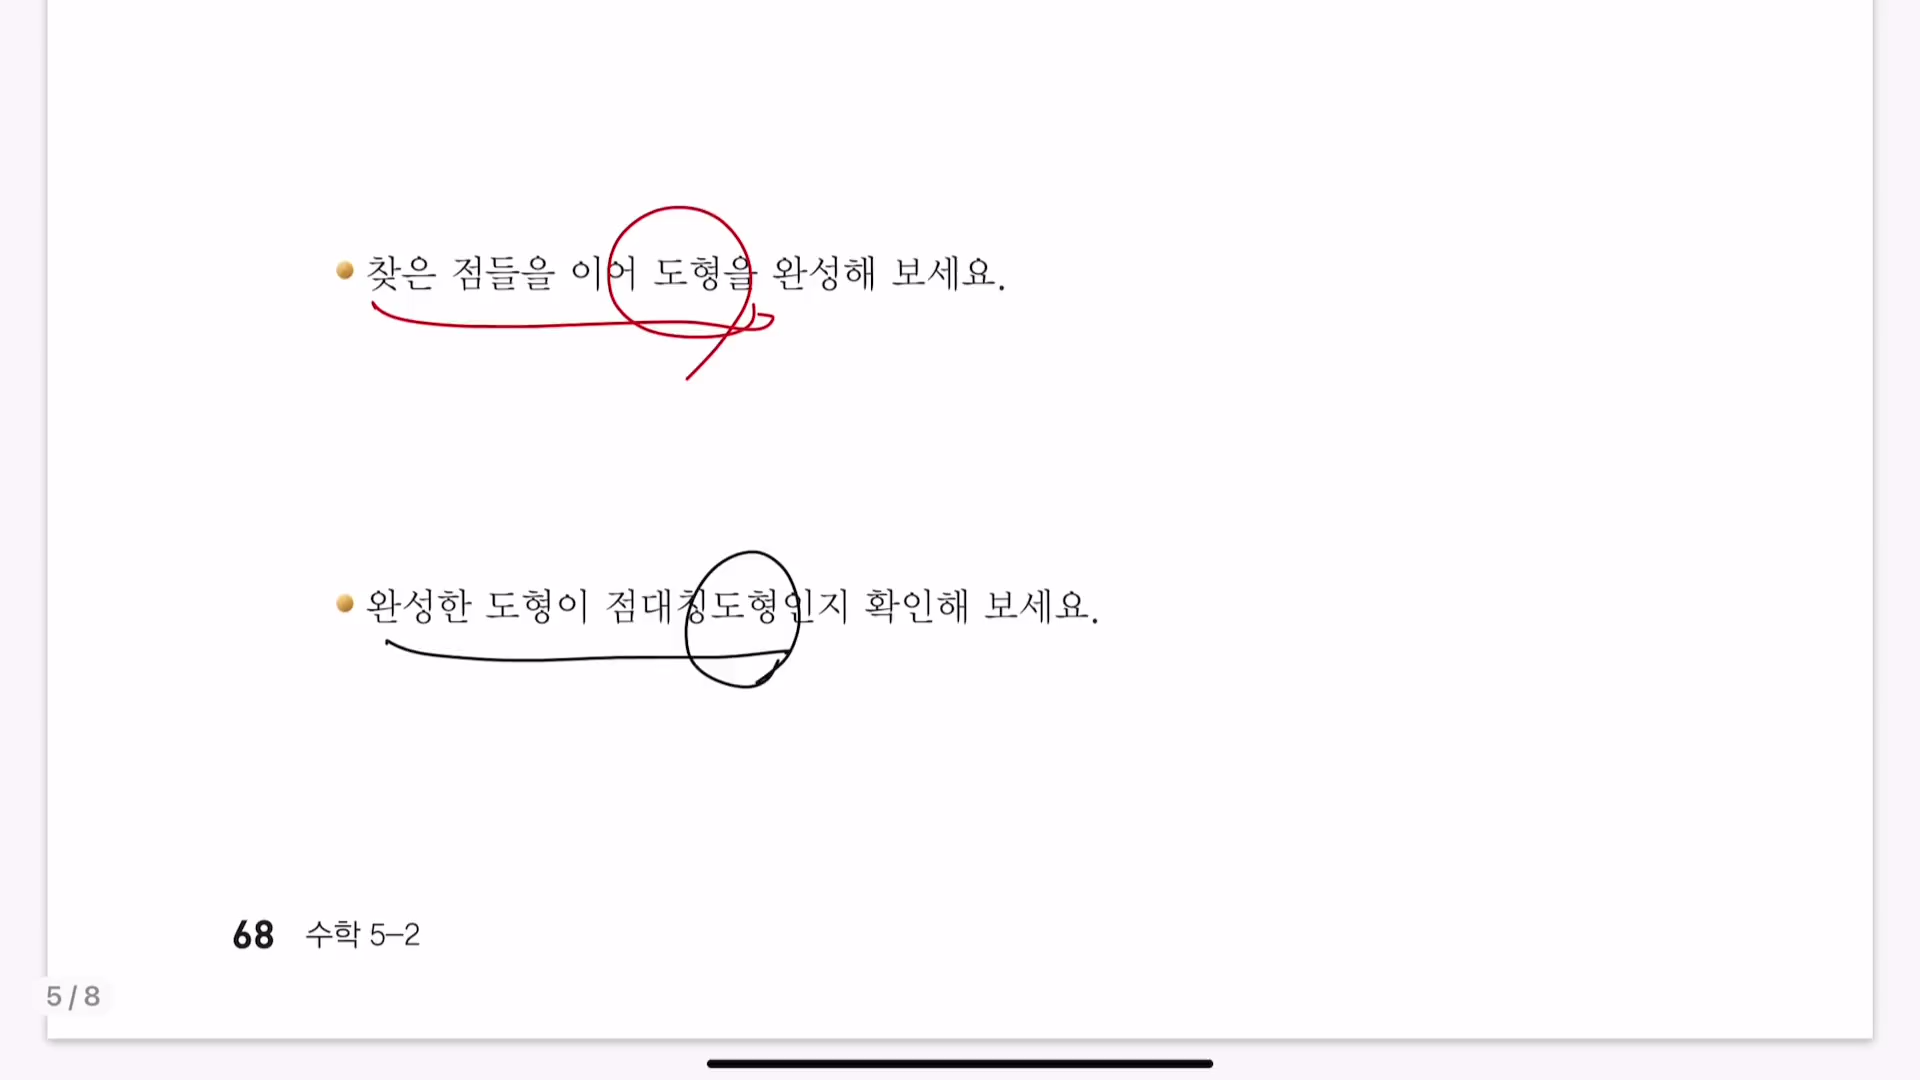 찾은 점들을 이어 도형을 완성해 보세요.
완성한 도형이 점대칭도형인지 확인해 보세요.
68 수학 5-2
5 / 8